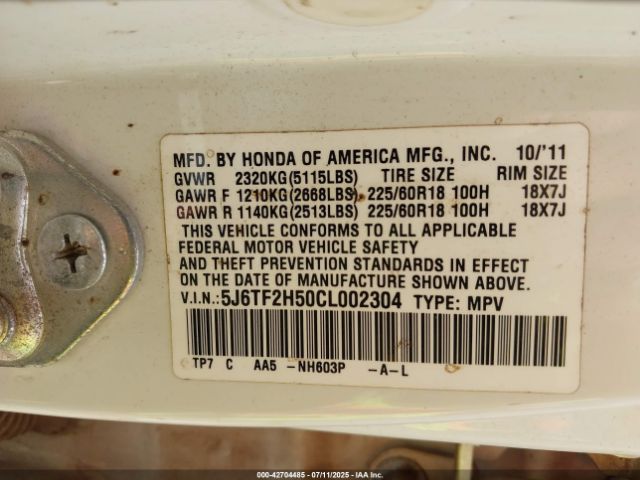 MFD. BY HONDA OF AMERICA MFG., INC. 10/'11
GVWR 2320KG(5115LBS) TIRE SIZE RIM SIZE
GAWR F 1210KG(2668LBS) 225/60R18 100H 18X7J
GAWR R 1140KG(2513LBS) 225/60R18 100H 18X7J
THIS VEHICLE CONFORMS TO ALL APPLICABLE
FEDERAL MOTOR VEHICLE SAFETY
AND THEFT PREVENTION STANDARDS IN EFFECT
ON THE DATE OF MANUFACTURE SHOWN ABOVE.
V.I.N.:5J6TF2H50CL002304 TYPE: MPV
TP7 C AA5 -NH603P -A-L
000-42704485 - 07/11/2025 - IAAI.com